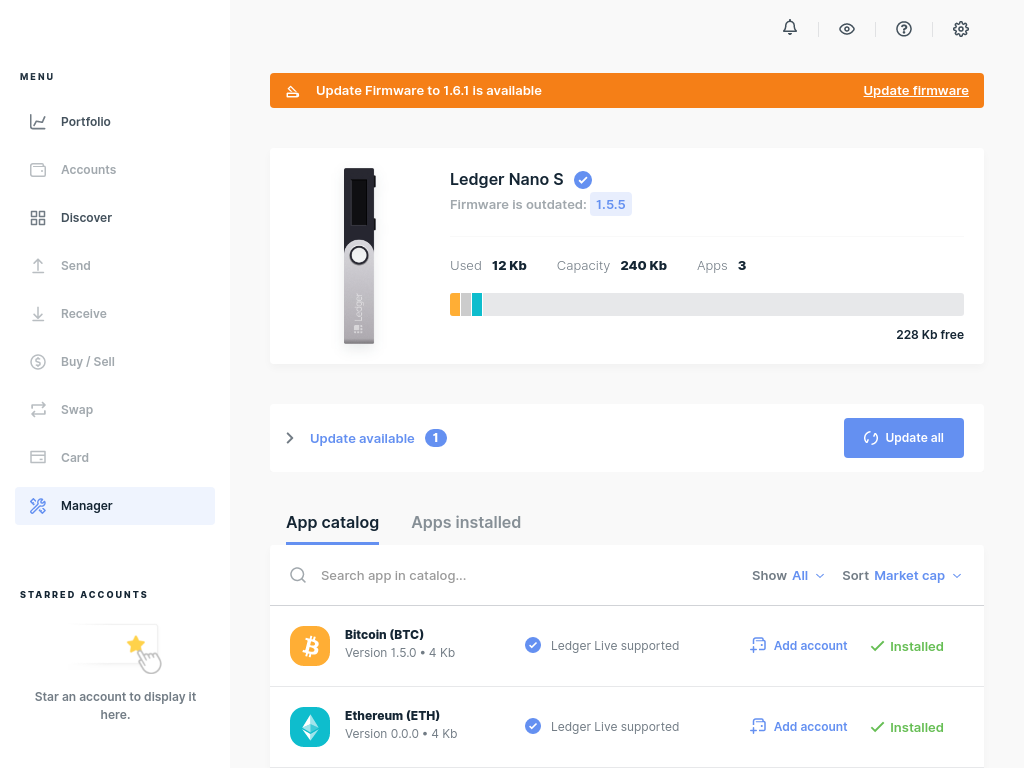 MENU
Portfolio
Accounts
Discover
Send
Receive
Buy / Sell
Swap
Card
Manager
STARRED ACCOUNTS
Star an account to display it
here.
Update Firmware to 1.6.1 is available
Update firmware
Ledger
Ledger Nano S
Firmware is outdated: 1.5.5
Used 12 Kb Capacity 240 Kb Apps 3
228 Kb free
Update available 1
Update all
App catalog
Apps installed
Search app in catalog...
Show All
Sort Market cap
Bitcoin (BTC)
Version 1.5.0 • 4 Kb
Ledger Live supported
Add account
Installed
Ethereum (ETH)
Version 0.0.0 • 4 Kb
Ledger Live supported
Add account
Installed